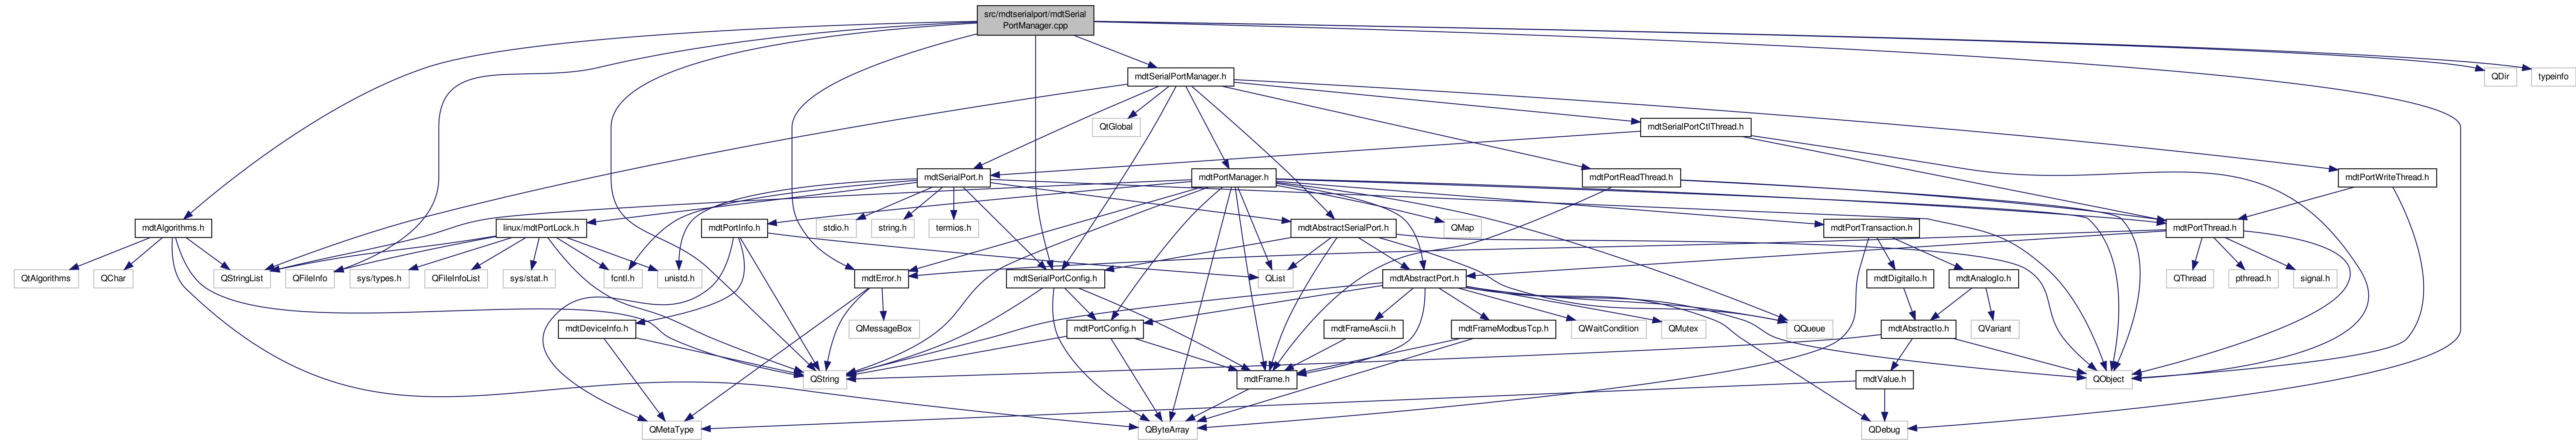 src/mdtserialport/mdtSerial
PortManager.cpp
mdtSerialPortManager.h
QDir
typeinfo
QtGlobal
mdtSerialPortCtlThread.h
mdtSerialPort.h
mdtPortManager.h
mdtPortReadThread.h
mdtPortWriteThread.h
mdtAlgorithms.h
linux/mdtPortLock.h
mdtPortInfo.h
stdio.h
string.h
termios.h
mdtAbstractSerialPort.h
QMap
mdtPortTransaction.h
mdtPortThread.h
QtAlgorithms
QChar
QStringList
QFileInfo
sys/types.h
QFileInfoList
sys/stat.h
fcntl.h
unistd.h
mdtError.h
mdtSerialPortConfig.h
QList
mdtAbstractPort.h
mdtDigitalIo.h
mdtAnalogIo.h
QThread
pthread.h
signal.h
mdtDeviceInfo.h
QMessageBox
mdtPortConfig.h
mdtFrameAscii.h
mdtFrameModbusTcp.h
QWaitCondition
QMutex
QQueue
mdtAbstractIo.h
QVariant
QString
mdtFrame.h
mdtValue.h
QObject
QMetaType
QByteArray
QDebug